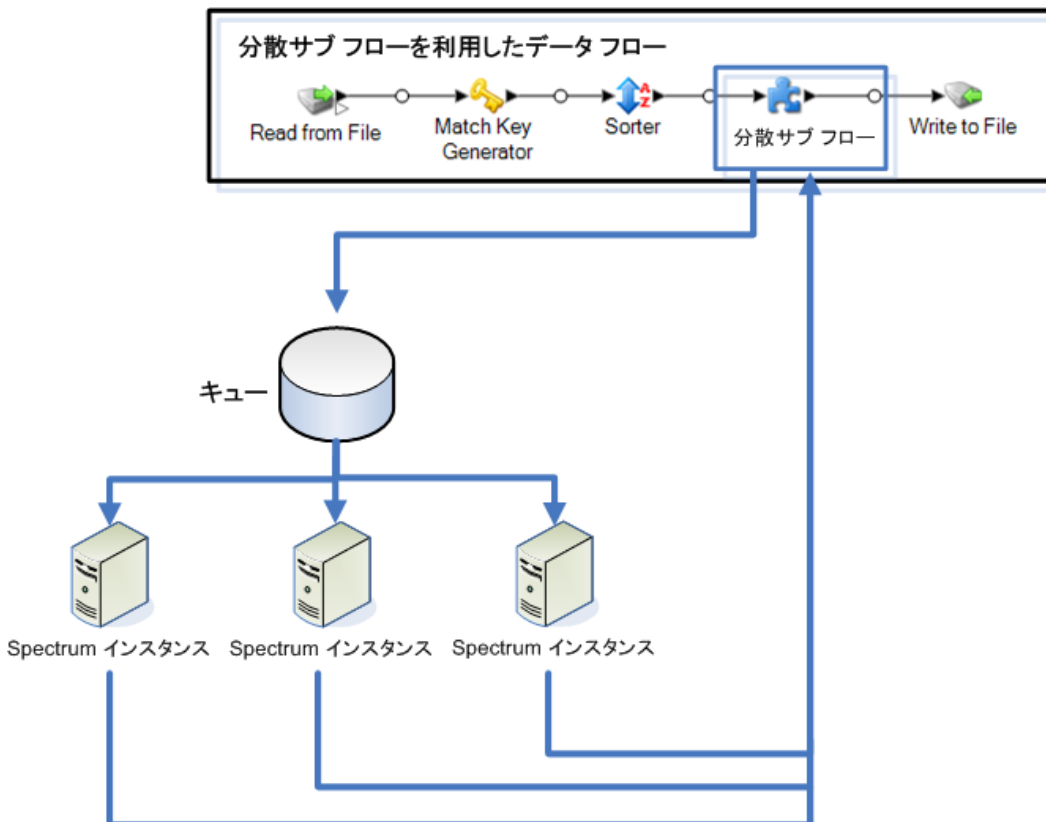 分散サブ フローを利用したデータ フロー
Read from File
Match Key
Generator
Sorter
分散サブ フロー
Write to File
キュー
Spectrum インスタンス
Spectrum インスタンス
Spectrum インスタンス